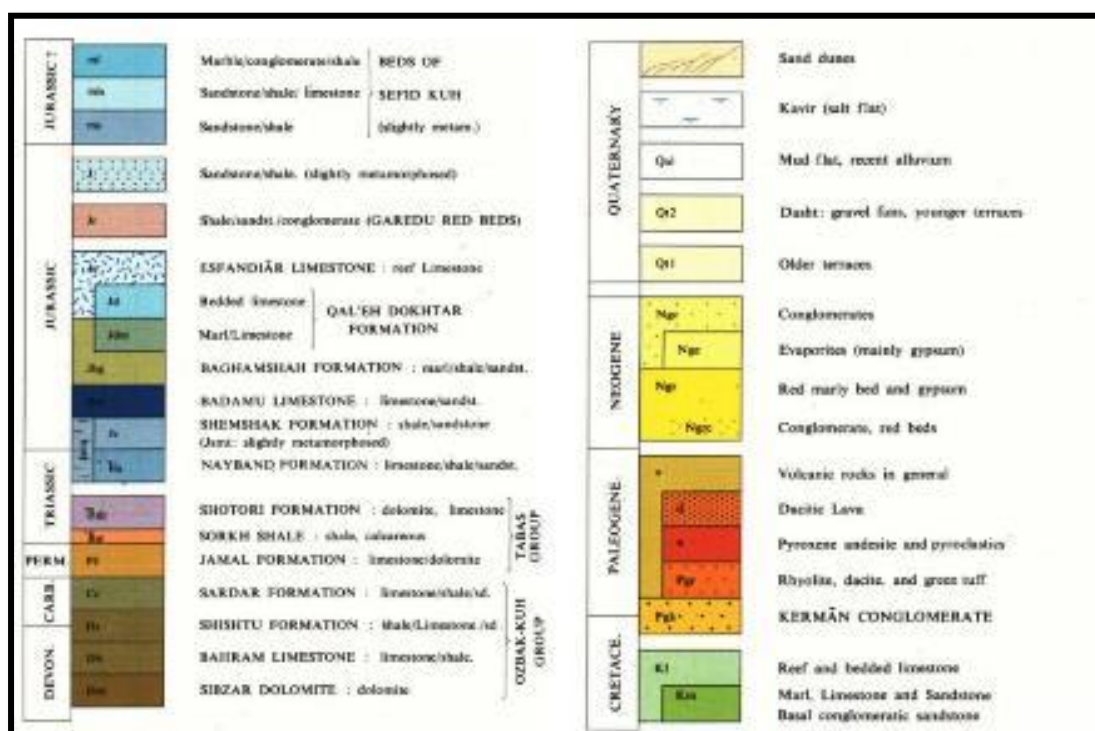 JURASSIC ?
Marble/conglomerate/shale
BEDS OF
Sandstone/shale/ limestone
SEFID KUH
Sandstone/shale
(slightly metam.)
JURASSIC
Sandstone/shale. (slightly metamorphosed)
Shale/sandst./conglomerate (GAREDU RED BEDS)
ESFANDIĀR LIMESTONE : reef Limestone
Bedded limestone
Marl/Limestone
QAL'EH DOKHTAR
FORMATION
BAGHAMSHAH FORMATION : marl/shale/sandst.
BADAMU LIMESTONE : limestone/sandst.
SHEMSHAK FORMATION : shale/sandstone
slightly metamorphosed)
NAYBAND FORMATION : limestone/shale/sandst.
TRIASSIC
SHOTORI FORMATION : dolomite, limestone
SORKH SHALE : shale, calcareous
PERM.
JAMAL FORMATION : limestone/dolomite
TABAS
GROUP
CARB.
SARDAR FORMATION : limestone/shale/sd.
DEVON.
SHISHTU FORMATION : shale/Limestone./sd
BAHRAM LIMESTONE : limestone/shale.
SIBZAR DOLOMITE : dolomite
OZBAK-KUH
GROUP
QUATERNARY
Sand dunes
Kavir (salt flat)
Qal
Mud flat, recent alluvium
Qt2
Dasht: gravel fans, younger terraces
Qt1
Older terraces
NEOGENE
Conglomerates
Evaporites (mainly gypsum)
Red marly bed and gypsum
Conglomerate, red beds
PALEOGENE.
Volcanic rocks in general
Dacitic Lava
Pyroxene andesite and pyroclastics
Rhyolite, dacite, and green tuff
KERMĀN CONGLOMERATE
CRETACE.
Reef and bedded limestone
Marl, Limestone and Sandstone
Basal conglomeratic sandstone